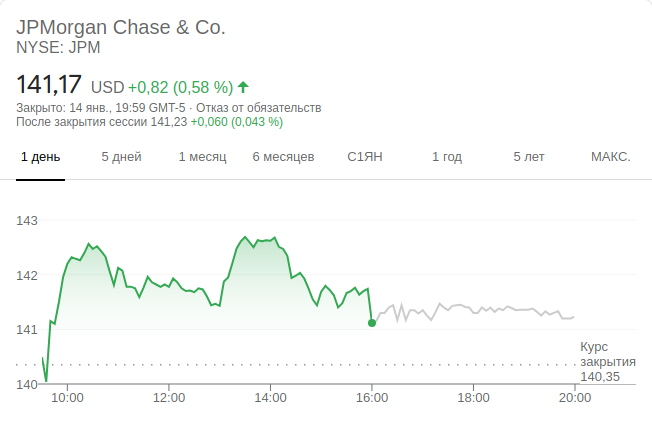 JPMorgan Chase & Co.
NYSE: JPM
141,17 USD +0,82 (0,58 %)
Закрыто: 14 янв., 19:59 GMT-5 · Отказ от обязательств
После закрытия сессии 141,23 +0,060 (0,043 %)
1 день 5 дней 1 месяц 6 месяцев С1ЯН 1 год 5 лет МАКС.
143
142
141
Курс
закрытия
140,35
140
10:00 12:00 14:00 16:00 18:00 20:00